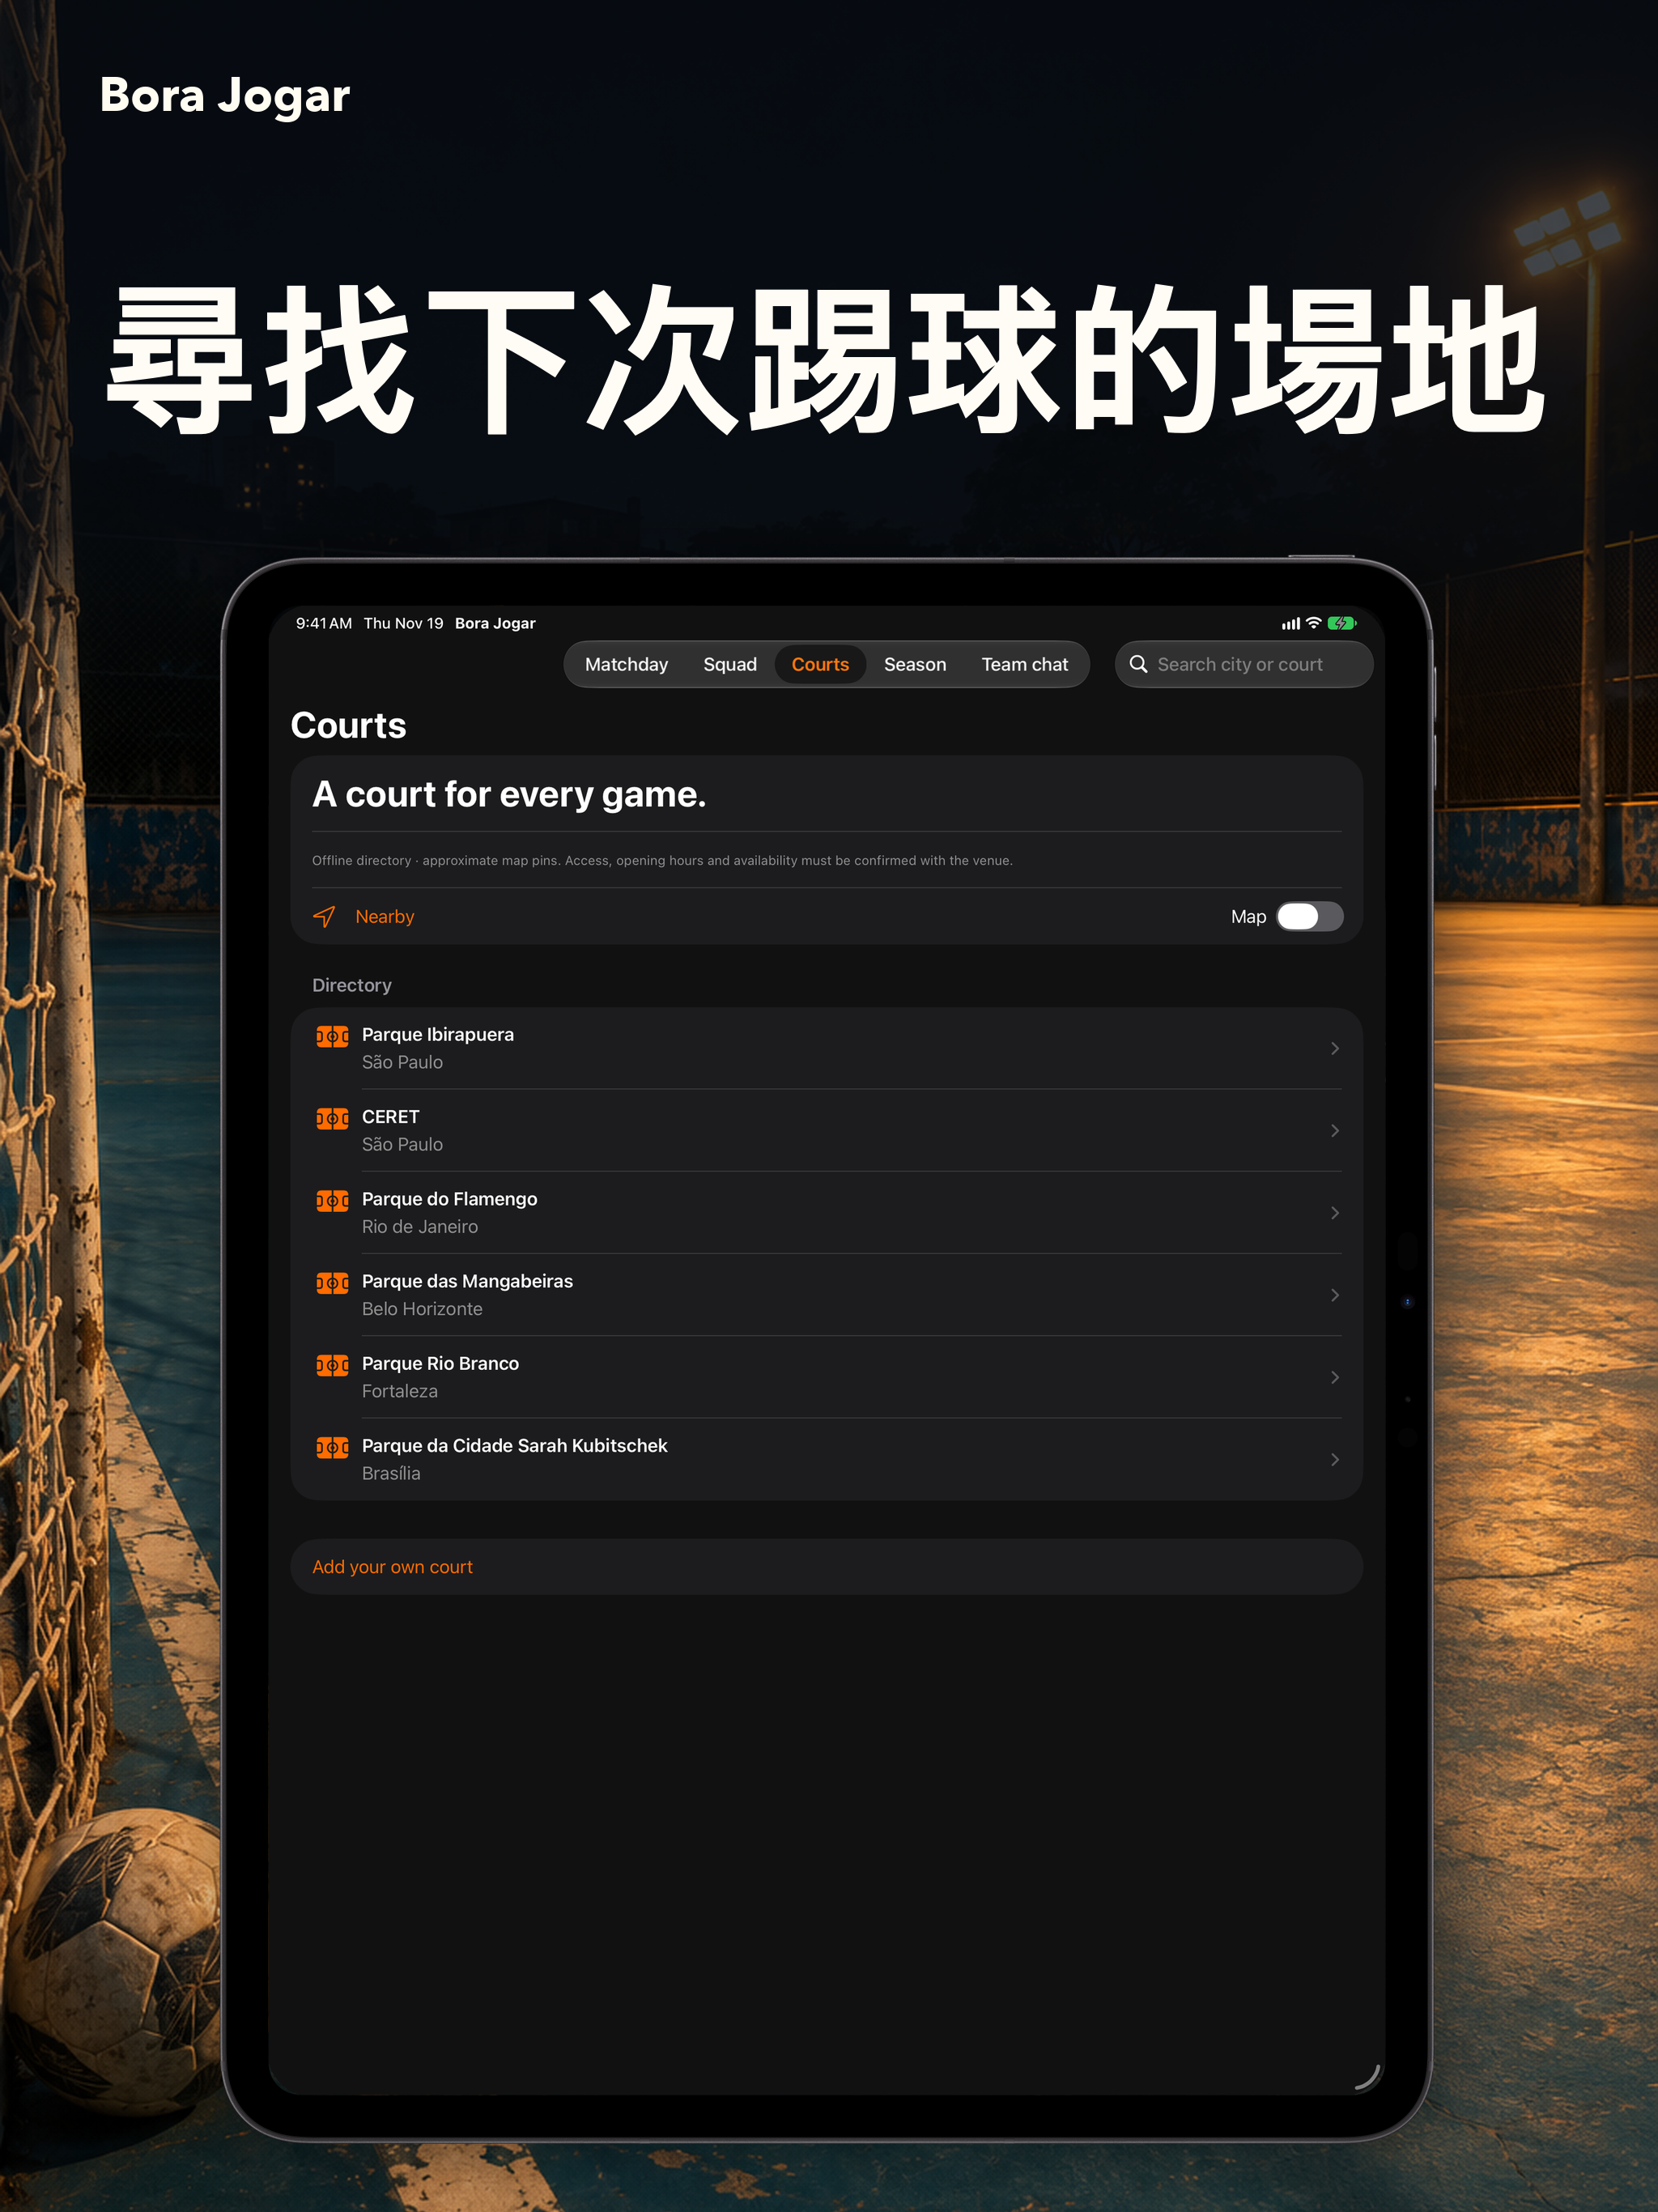 Bora Jogar
尋找下次踢球的場地
9:41 AM Thu Nov 19 Bora Jogar
Matchday Squad Courts Season Team chat Search city or court
Courts
A court for every game.
Offline directory · approximate map pins. Access, opening hours and availability must be confirmed with the venue.
Nearby Map
Directory
Parque Ibirapuera
São Paulo
CERET
São Paulo
Parque do Flamengo
Rio de Janeiro
Parque das Mangabeiras
Belo Horizonte
Parque Rio Branco
Fortaleza
Parque da Cidade Sarah Kubitschek
Brasília
Add your own court